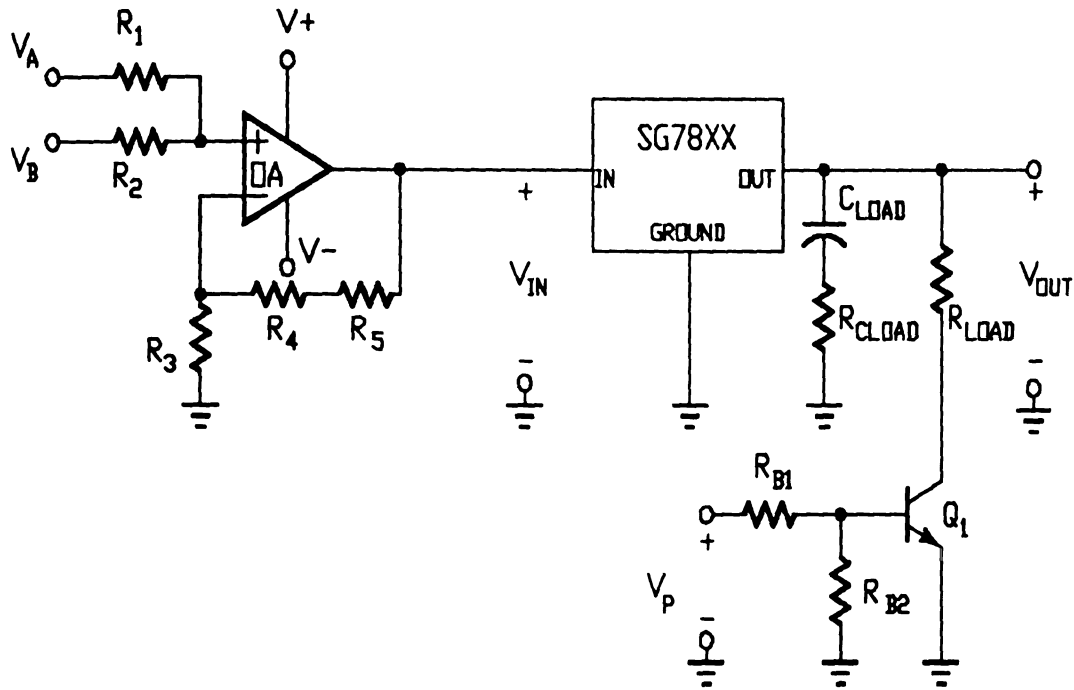 R1
V+
VA
VB
R2
+
OA
-
V-
R3
R4
R5
+
VIN
-
SG78XX
IN
OUT
GROUND
CLOAD
RCLOAD
RLOAD
+
VOUT
-
RB1
+
VP
-
RB2
Q1